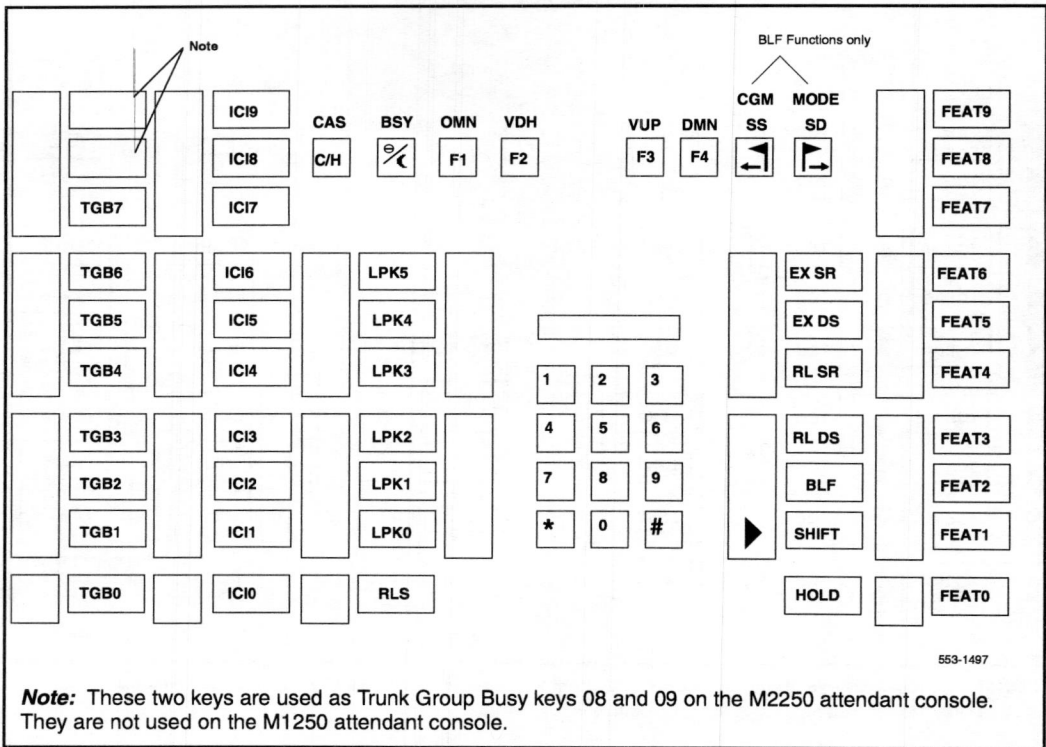 Note
BLF Functions only
CGM MODE
ICI9
FEAT9
CAS BSY OMN VDH VUP DMN SS SD
ICI8
C/H F1 F2 F3 F4
FEAT8
TGB7 ICI7 FEAT7
TGB6 ICI6 LPK5 EX SR FEAT6
TGB5 ICI5 LPK4 EX DS FEAT5
TGB4 ICI4 LPK3 1 2 3 RL SR FEAT4
TGB3 ICI3 LPK2 4 5 6 RL DS FEAT3
TGB2 ICI2 LPK1 7 8 9 BLF FEAT2
TGB1 ICI1 LPK0 * 0 # SHIFT FEAT1
TGB0 ICI0 RLS HOLD FEAT0
553-1497
Note: These two keys are used as Trunk Group Busy keys 08 and 09 on the M2250 attendant console.
They are not used on the M1250 attendant console.